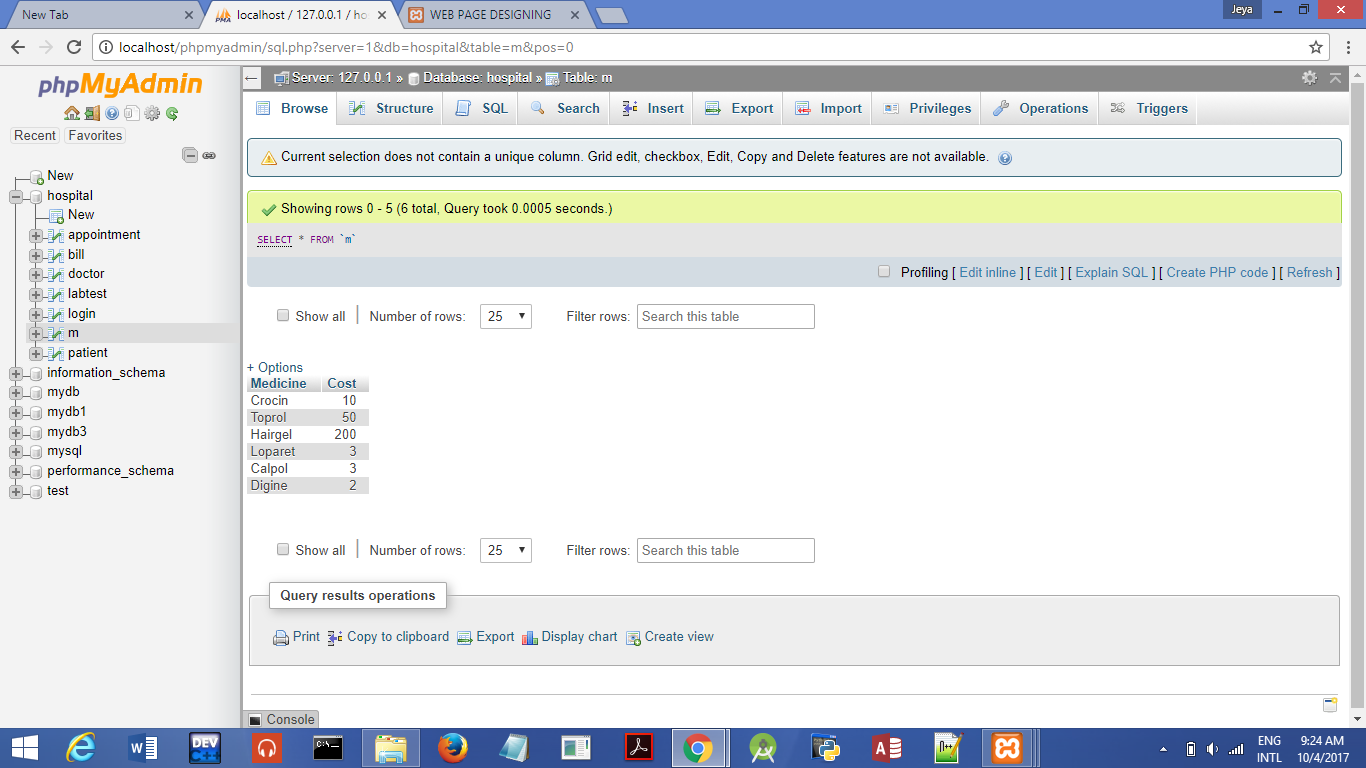 New Tab
localhost / 127.0.0.1 / ho
WEB PAGE DESIGNING
Jeya
localhost/phpmyadmin/sql.php?server=1&db=hospital&table=m&pos=0
phpMyAdmin
Recent Favorites
New
hospital
New
appointment
bill
doctor
labtest
login
m
patient
information_schema
mydb
mydb1
mydb3
mysql
performance_schema
test
Server: 127.0.0.1 » Database: hospital » Table: m
Browse Structure SQL Search Insert Export Import Privileges Operations Triggers
Current selection does not contain a unique column. Grid edit, checkbox, Edit, Copy and Delete features are not available.
Showing rows 0 - 5 (6 total, Query took 0.0005 seconds.)
SELECT * FROM `m`
Profiling [ Edit inline ] [ Edit ] [ Explain SQL ] [ Create PHP code ] [ Refresh ]
Show all | Number of rows: 25 Filter rows: Search this table
+ Options
Medicine Cost
Crocin 10
Toprol 50
Hairgel 200
Loparet 3
Calpol 3
Digine 2
Show all | Number of rows: 25 Filter rows: Search this table
Query results operations
Print Copy to clipboard Export Display chart Create view
Console
ENG 9:24 AM
INTL 10/4/2017